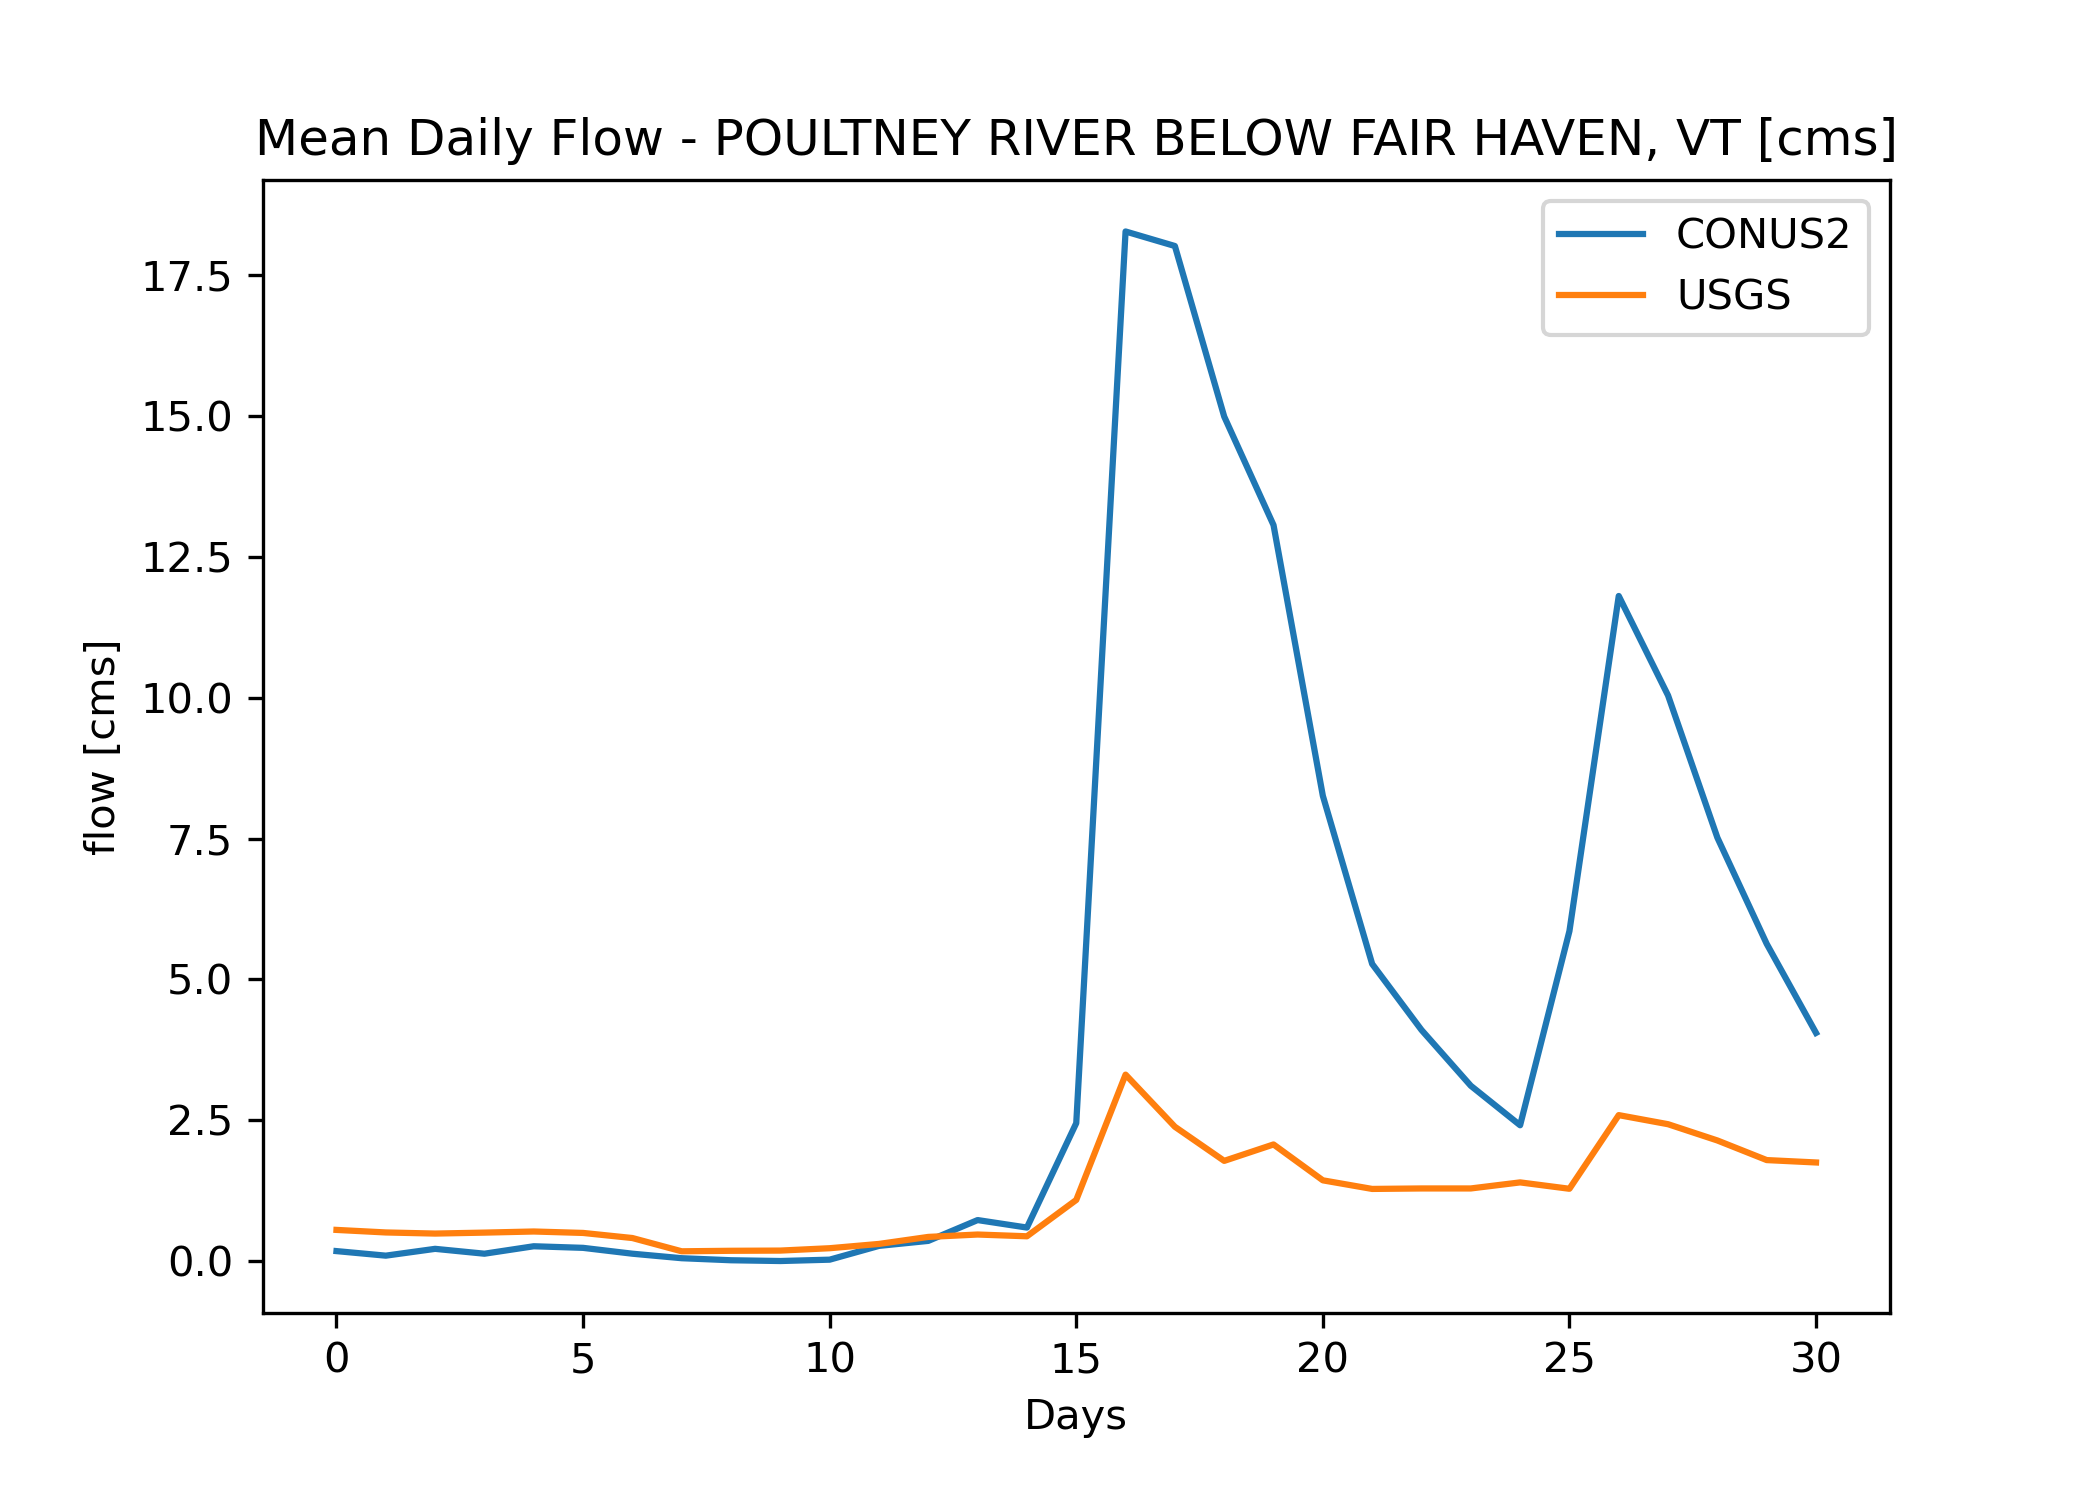 Mean Daily Flow - POULTNEY RIVER BELOW FAIR HAVEN, VT [cms]
CONUS2
USGS
17.5
15.0
12.5
10.0
7.5
5.0
2.5
0.0
flow [cms]
0 5 10 15 20 25 30
Days